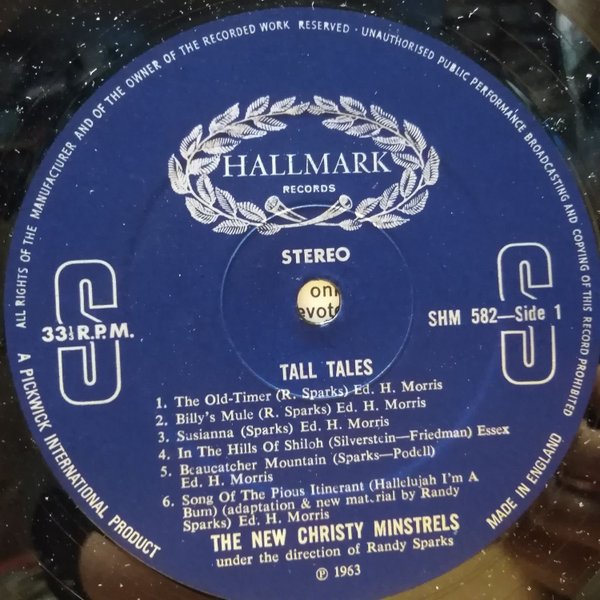 ALL RIGHTS OF THE MANUFACTURER AND OF THE OWNER OF THE RECORDED WORK RESERVED · UNAUTHORISED PUBLIC PERFORMANCE BROADCASTING AND COPYING OF THIS RECORD PROHIBITED
HALLMARK
RECORDS
STEREO
S
S
on
evot
33⅓ R.P.M.
SHM 582—Side 1
TALL TALES
1. The Old-Timer (R. Sparks) Ed. H. Morris
2. Billy's Mule (R. Sparks) Ed. H. Morris
3. Susianna (Sparks) Ed. H. Morris
4. In The Hills Of Shiloh (Silverstein—Friedman) Essex
5. Beaucatcher Mountain (Sparks—Podell)
Ed. H. Morris
6. Song Of The Pious Itinerant (Hallelujah I'm A
Bum) (adaptation & new material by Randy
Sparks) Ed. H. Morris
THE NEW CHRISTY MINSTRELS
under the direction of Randy Sparks
℗ 1963
A PICKWICK INTERNATIONAL PRODUCT
MADE IN ENGLAND